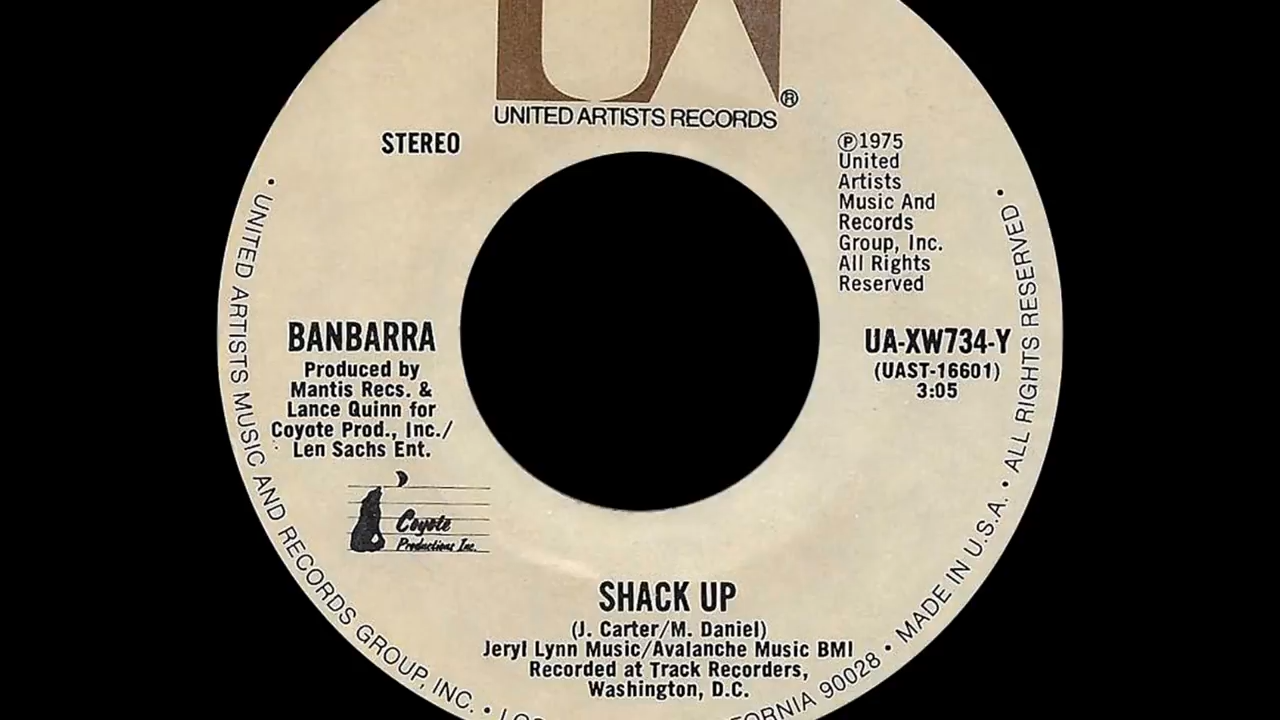 UA®
UNITED ARTISTS RECORDS
STEREO
℗1975
United
Artists
Music And
Records
Group, Inc.
All Rights
Reserved
BANBARRA
Produced by
Mantis Recs. &
Lance Quinn for
Coyote Prod., Inc./
Len Sachs Ent.
Coyote
Productions Inc.
UA-XW734-Y
(UAST-16601)
3:05
SHACK UP
(J. Carter/M. Daniel)
Jeryl Lynn Music/Avalanche Music BMI
Recorded at Track Recorders,
Washington, D.C.
• UNITED ARTISTS MUSIC AND RECORDS GROUP, INC. • 90028 • MADE IN U.S.A. • ALL RIGHTS RESERVED •